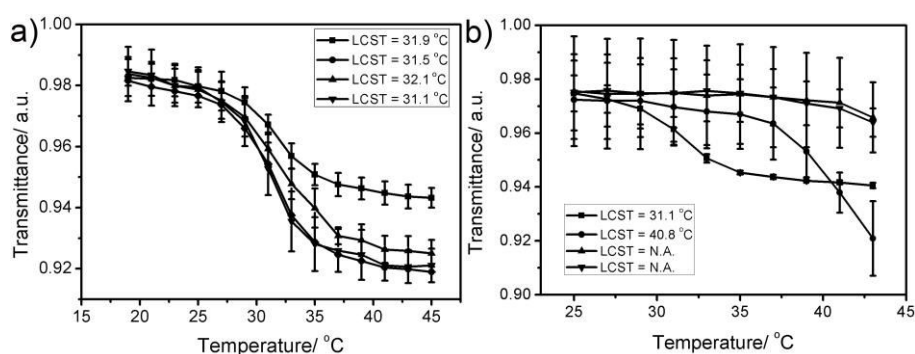 a)
1.00
0.98
0.96
0.94
0.92
Transmittance/ a.u.
15 20 25 30 35 40 45
Temperature/ °C
LCST = 31.9 °C
LCST = 31.5 °C
LCST = 32.1 °C
LCST = 31.1 °C
b)
1.00
0.98
0.96
0.94
0.92
0.90
Transmittance/ a.u.
25 30 35 40 45
Temperature/ °C
LCST = 31.1 °C
LCST = 40.8 °C
LCST = N.A.
LCST = N.A.